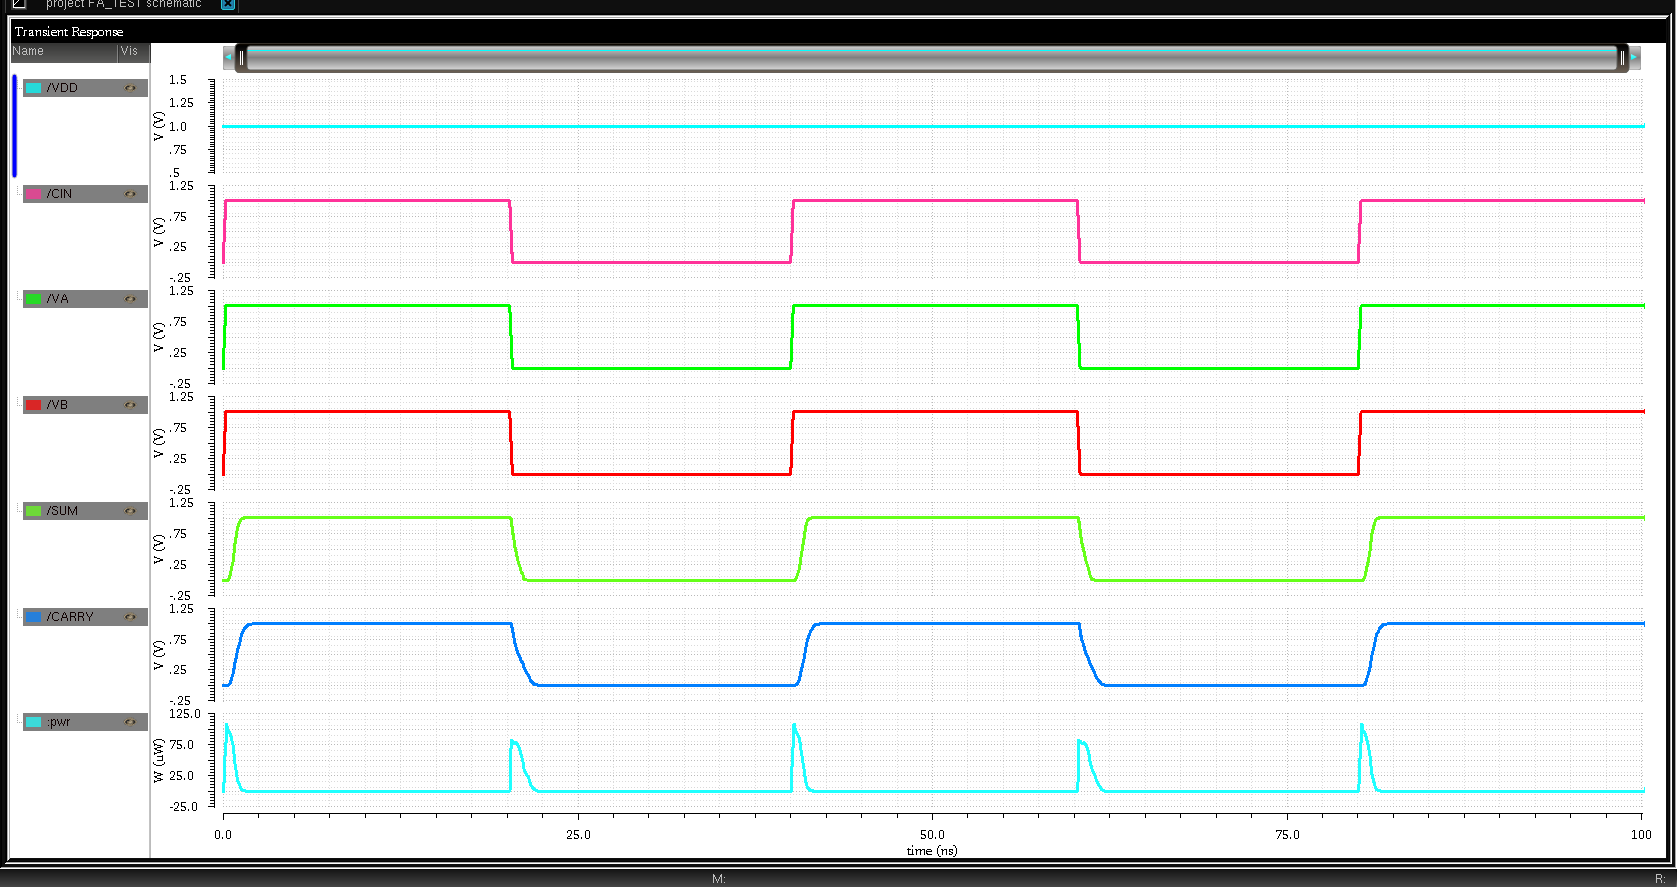 project FA_TEST schematic
Transient Response
Name Vis
/VDD
1.5
1.25
1.0
.75
.5
V (V)
/CIN
1.25
.75
.25
-.25
V (V)
/VA
1.25
.75
.25
-.25
V (V)
/VB
1.25
.75
.25
-.25
V (V)
/SUM
1.25
.75
.25
-.25
V (V)
/CARRY
1.25
.75
.25
-.25
V (V)
:pwr
125.0
75.0
25.0
-25.0
W (uW)
0.0 25.0 50.0 75.0 100
time (ns)
M: R: